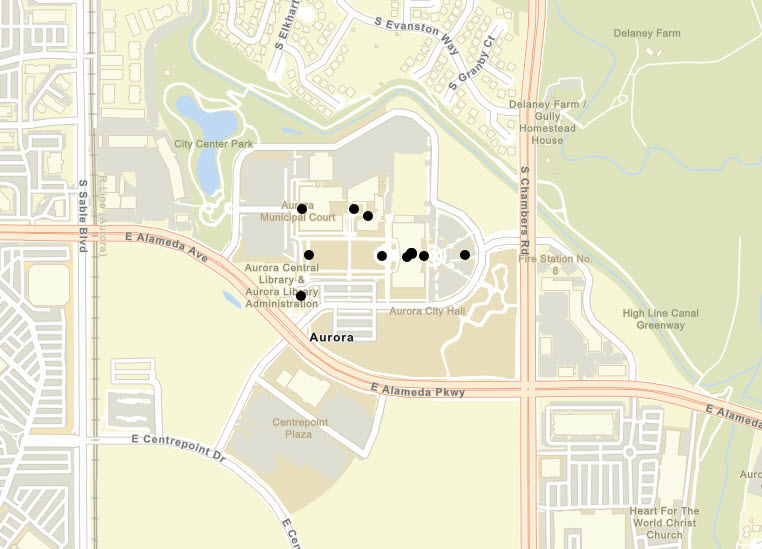 S Elkhart
S Evanston Way
S Granby Ct
Delaney Farm
Delaney Farm /
Gully
Homestead
House
City Center Park
S Sable Blvd
R Line (Aurora)
S Chambers Rd
Aurora
Municipal Court
E Alameda Ave
Aurora Central
Library &
Aurora Library
Administration
Fire Station No.
8
Aurora City Hall
High Line Canal
Greenway
Aurora
E Alameda Pkwy
E Alameda
Centrepoint
Plaza
E Centrepoint Dr
E Cen
Heart For The
World Christ
Church